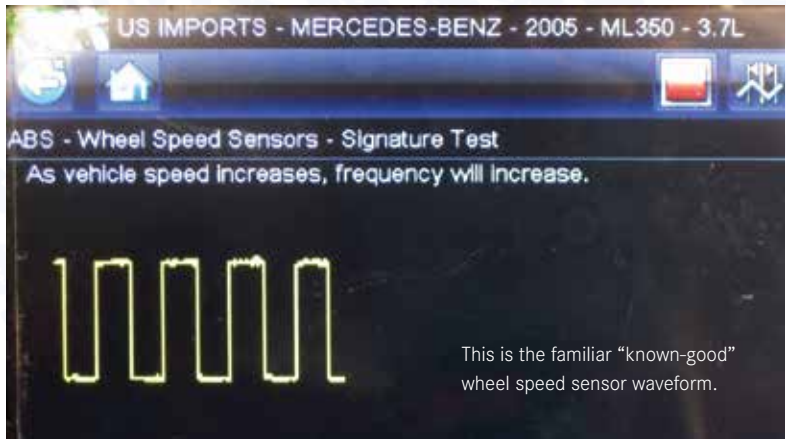 US IMPORTS - MERCEDES-BENZ - 2005 - ML350 - 3.7L
ABS - Wheel Speed Sensors - Signature Test
As vehicle speed increases, frequency will increase.
This is the familiar “known-good”
wheel speed sensor waveform.